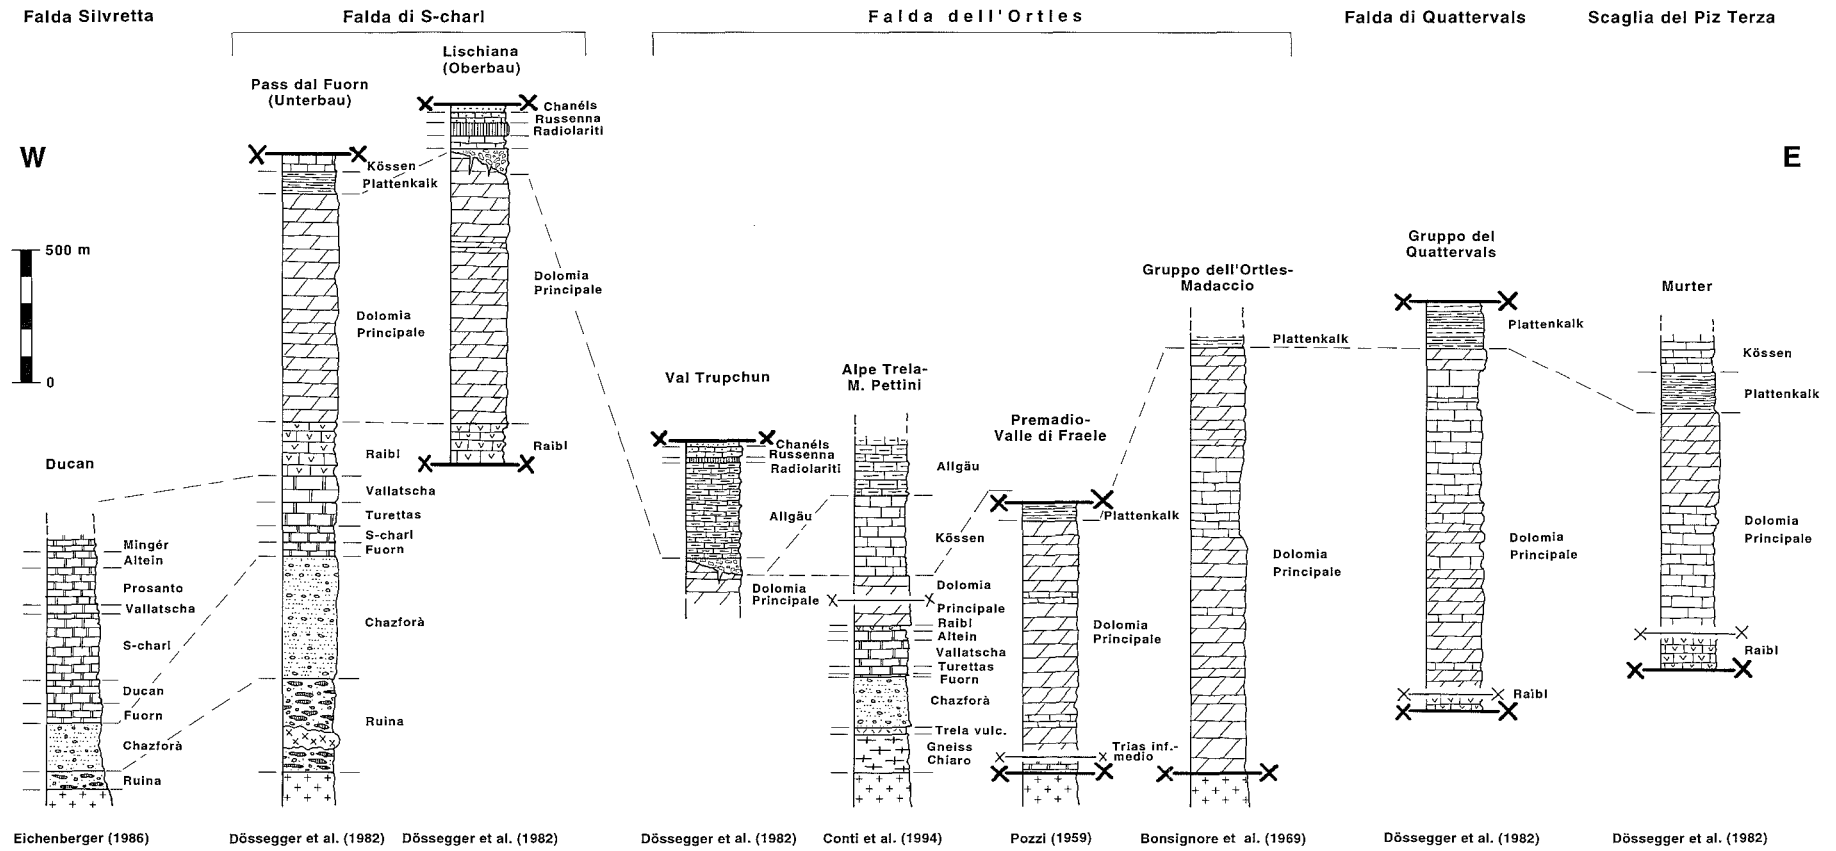 Falda Silvretta
Falda di S-charl
Falda dell'Ortles
Falda di Quattervals
Scaglia del Piz Terza
W
E
500 m
0
Ducan
Mingér
Altein
Prosanto
Vallatscha
S-charl
Ducan
Fuorn
Chazforà
Ruina
Eichenberger (1986)
Pass dal Fuorn
(Unterbau)
Kössen
Plattenkalk
Dolomia
Principale
Raibl
Vallatscha
Turettas
S-charl
Fuorn
Chazforà
Ruina
Dössegger et al. (1982)
Lischiana
(Oberbau)
Chanéls
Russenna
Radiolariti
Dolomia
Principale
Raibl
Dössegger et al. (1982)
Val Trupchun
Chanéls
Russenna
Radiolariti
Allgäu
Dolomia
Principale
Dössegger et al. (1982)
Alpe Trela-
M. Pettini
Allgäu
Kössen
Dolomia
Principale
Raibl
Altein
Vallatscha
Turettas
Fuorn
Chazforà
Trela vulc.
Gneiss
Chiaro
Conti et al. (1994)
Premadio-
Valle di Fraele
Plattenkalk
Dolomia
Principale
Trias inf.-
medio
Pozzi (1959)
Gruppo dell'Ortles-
Madaccio
Plattenkalk
Dolomia
Principale
Bonsignore et al. (1969)
Gruppo del
Quattervals
Plattenkalk
Dolomia
Principale
Raibl
Dössegger et al. (1982)
Murter
Kössen
Plattenkalk
Dolomia
Principale
Raibl
Dössegger et al. (1982)